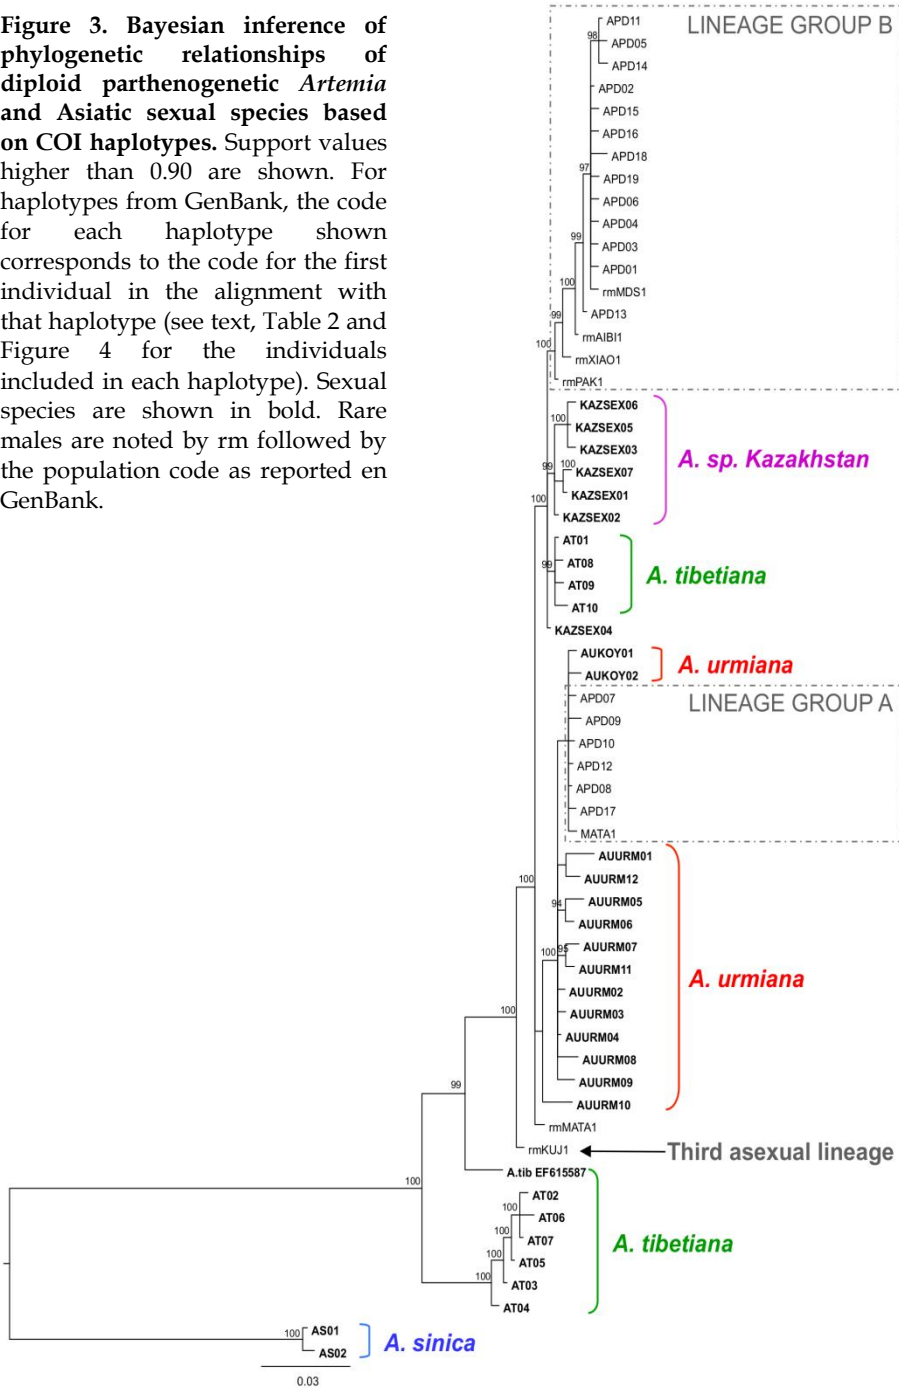 Figure 3. Bayesian inference of
phylogenetic relationships of
diploid parthenogenetic Artemia
and Asiatic sexual species based
on COI haplotypes. Support values
higher than 0.90 are shown. For
haplotypes from GenBank, the code
for each haplotype shown
corresponds to the code for the first
individual in the alignment with
that haplotype (see text, Table 2 and
Figure 4 for the individuals
included in each haplotype). Sexual
species are shown in bold. Rare
males are noted by rm followed by
the population code as reported en
GenBank.
LINEAGE GROUP B
APD11
98
APD05
APD14
APD02
APD15
APD16
APD18
97
APD19
APD06
APD04
99
APD03
APD01
100
rmMDS1
APD13
99
rmAIBI1
100
rmXIAO1
rmPAK1
KAZSEX06
100
KAZSEX05
KAZSEX03
A. sp. Kazakhstan
99
100
KAZSEX07
KAZSEX01
100
KAZSEX02
AT01
99
AT08
A. tibetiana
AT09
AT10
KAZSEX04
AUKOY01
A. urmiana
AUKOY02
LINEAGE GROUP A
APD07
APD09
APD10
APD12
APD08
APD17
MATA1
AUURM01
100
AUURM12
94
AUURM05
AUURM06
100
95
AUURM07
AUURM11
A. urmiana
AUURM02
100
AUURM03
AUURM04
AUURM08
99
AUURM09
AUURM10
rmMATA1
rmKUJ1
Third asexual lineage
100
A.tib EF615587
AT02
100
AT06
100
AT07
A. tibetiana
100
AT05
100
AT03
AT04
100
AS01
A. sinica
AS02
0.03